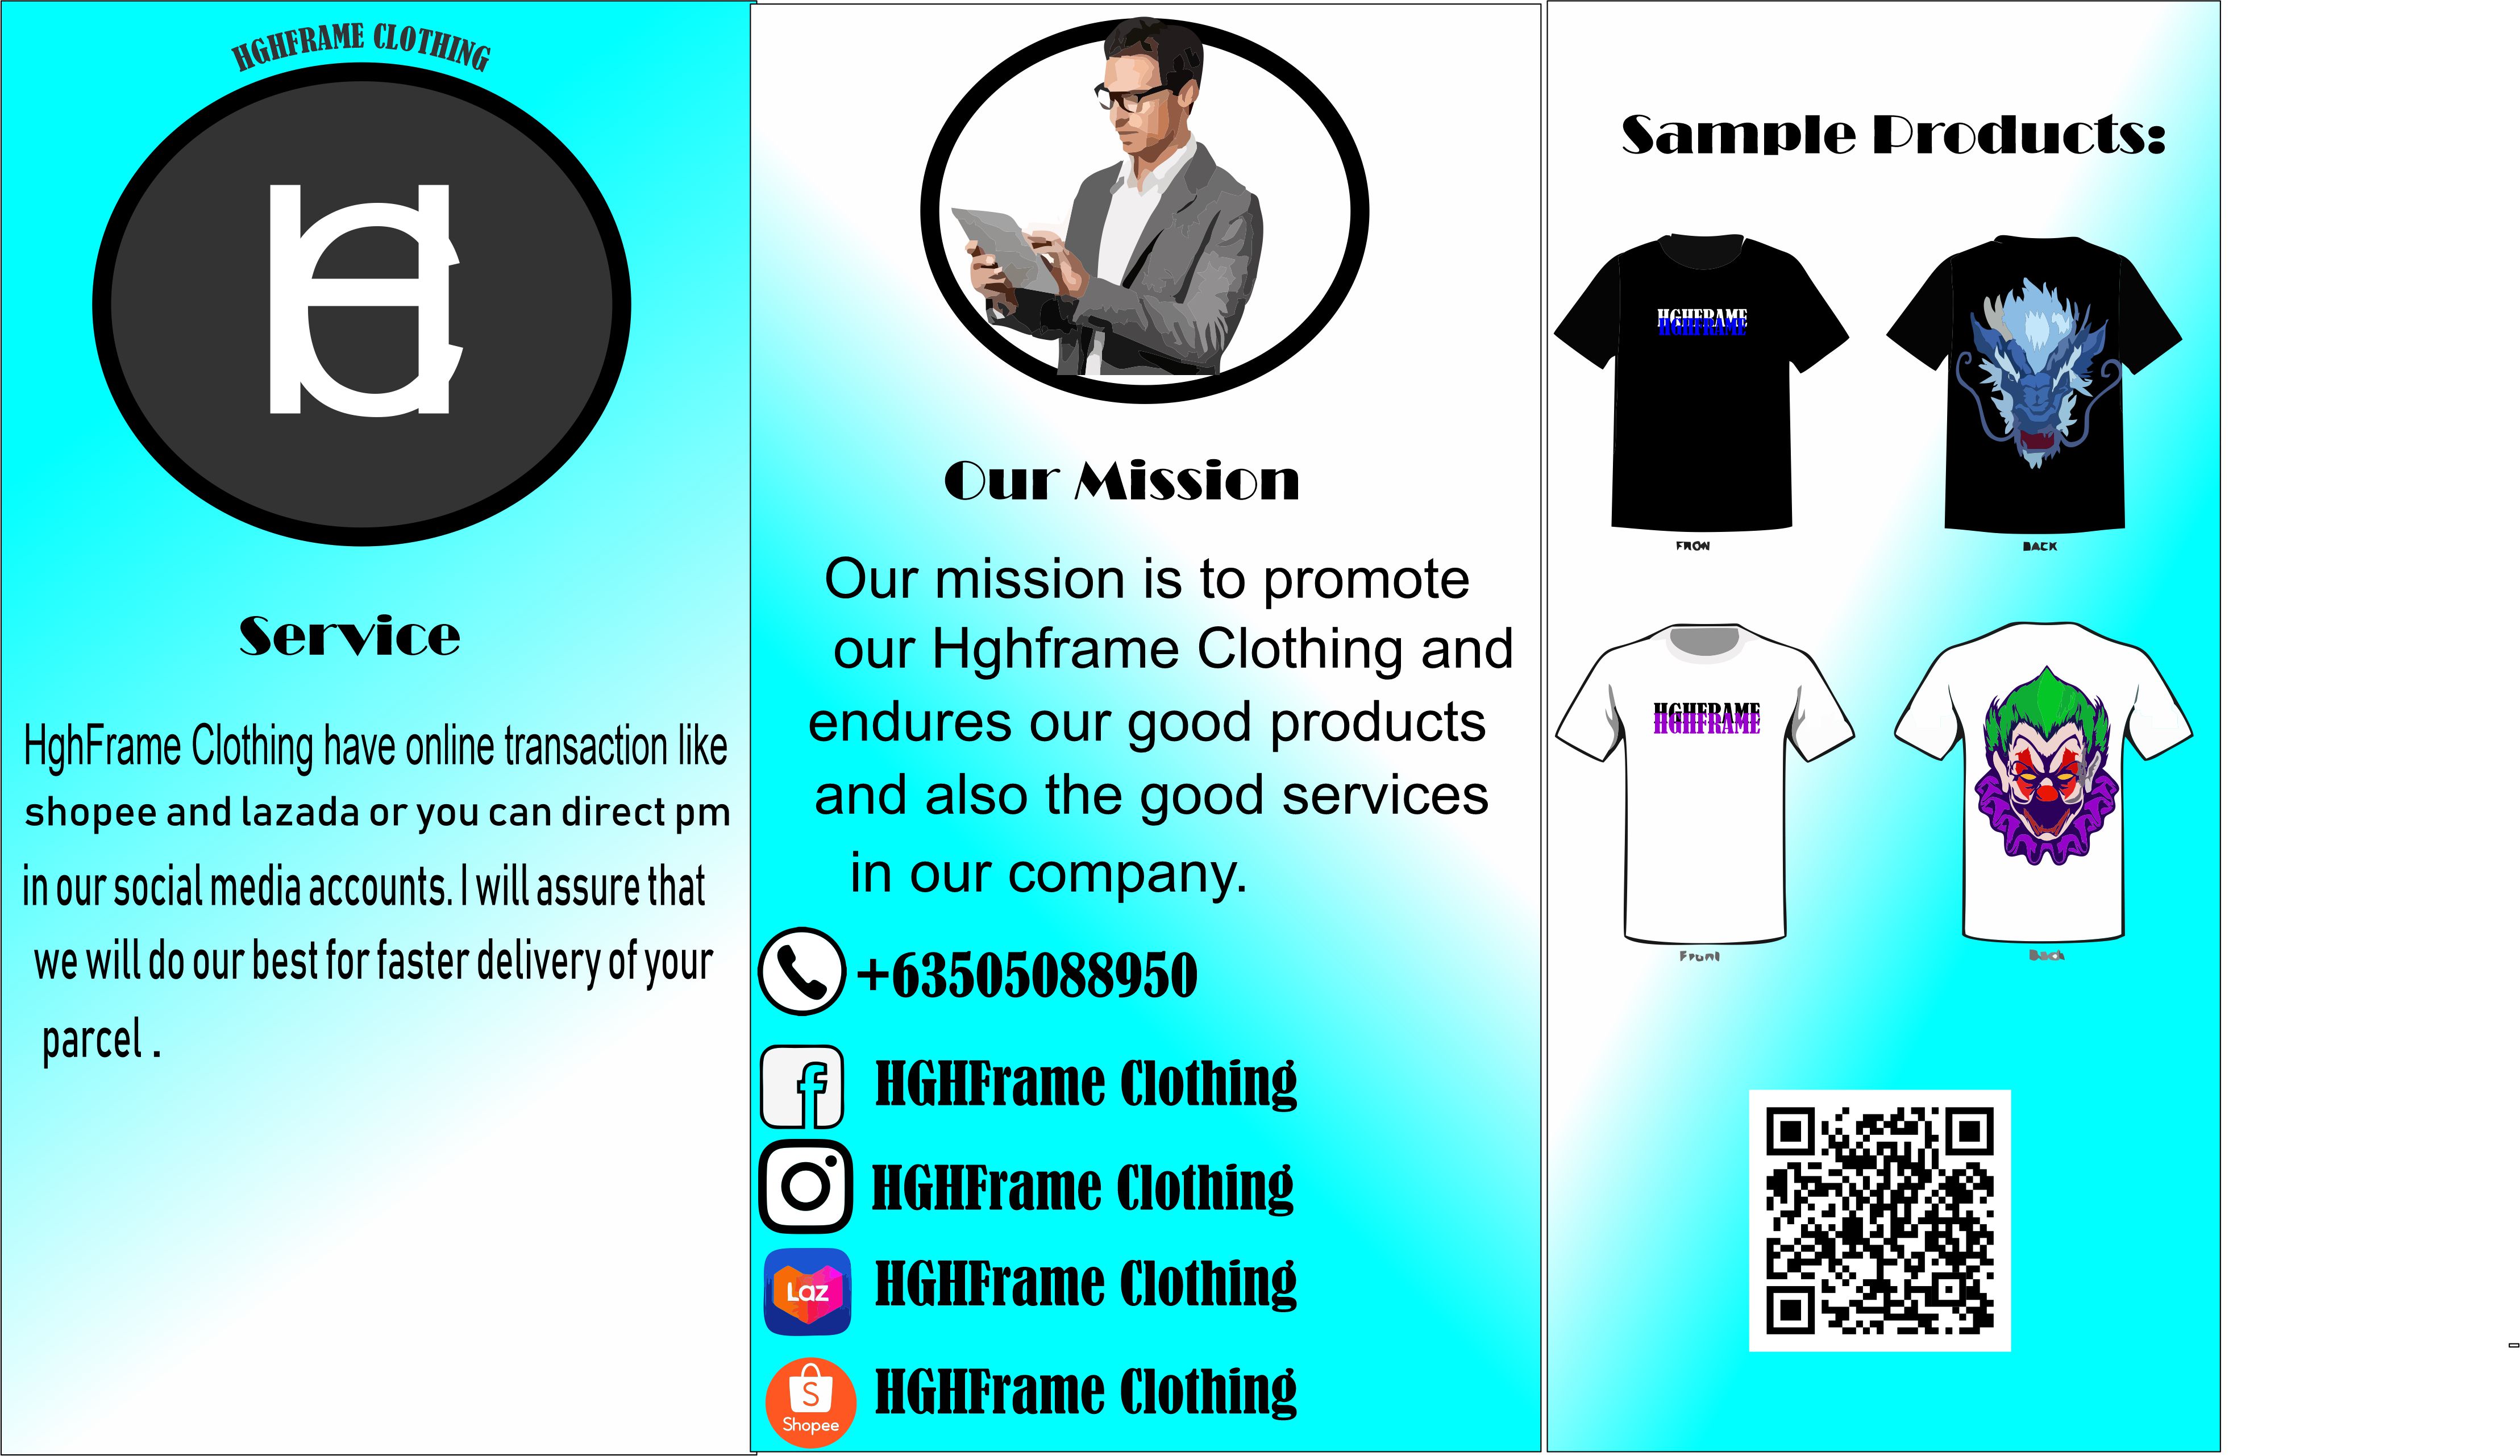 HGHFRAME CLOTHING
Service
HghFrame Clothing have online transaction like
shopee and lazada or you can direct pm
in our social media accounts. I will assure that
we will do our best for faster delivery of your
parcel .
Our Mission
Our mission is to promote
our Hghframe Clothing and
endures our good products
and also the good services
in our company.
+63505088950
HGHFrame Clothing
HGHFrame Clothing
Laz
HGHFrame Clothing
S
Shopee
HGHFrame Clothing
Sample Products:
HGHFRAME
HGHFRAME
FRON
BACK
HGHFRAME
HGHFRAME
Front
Back